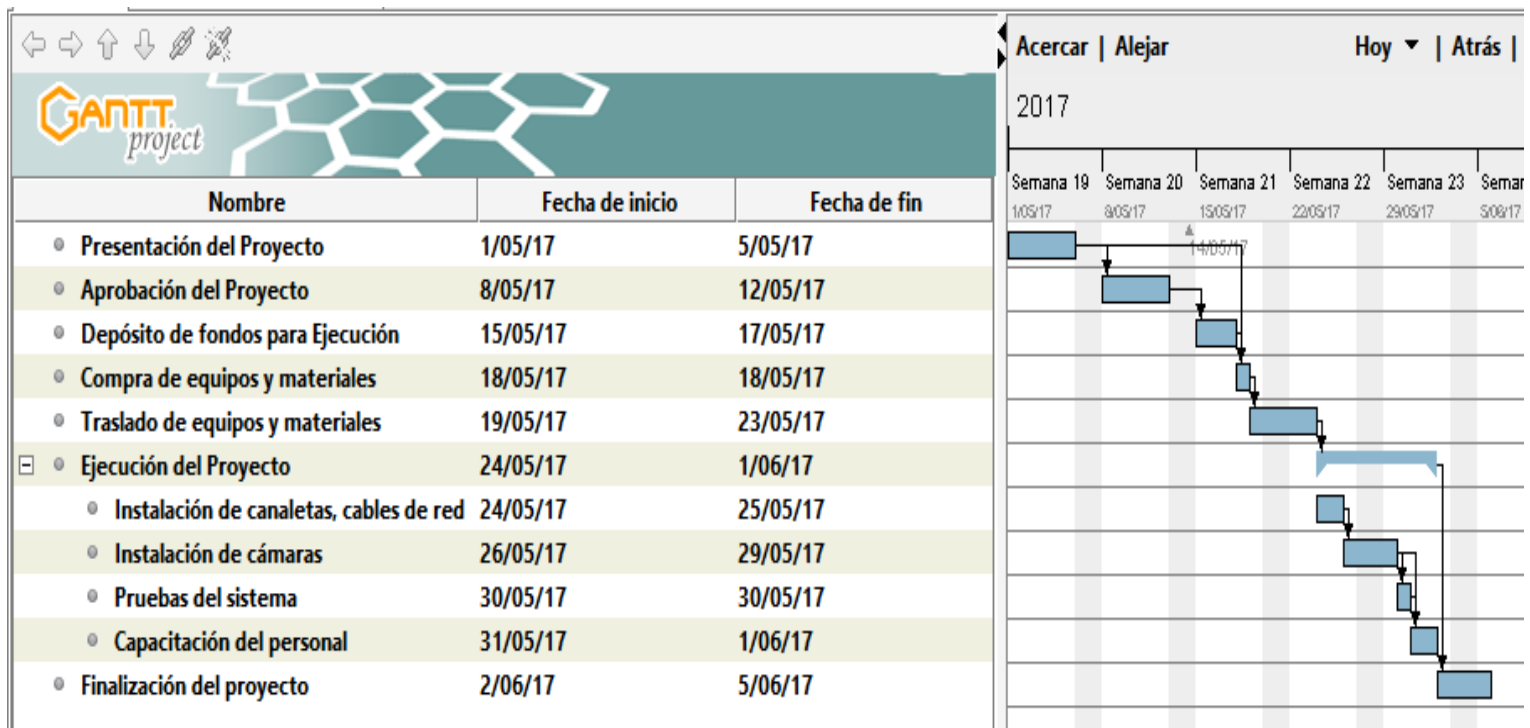 Acercar | Alejar Hoy ▼ | Atrás |
GANTT
project
2017
Semana 19 Semana 20 Semana 21 Semana 22 Semana 23
1/05/17 8/05/17 15/05/17 22/05/17 29/05/17 5/06/17
14/05/17
Nombre Fecha de inicio Fecha de fin
Presentación del Proyecto 1/05/17 5/05/17
Aprobación del Proyecto 8/05/17 12/05/17
Depósito de fondos para Ejecución 15/05/17 17/05/17
Compra de equipos y materiales 18/05/17 18/05/17
Traslado de equipos y materiales 19/05/17 23/05/17
Ejecución del Proyecto 24/05/17 1/06/17
Instalación de canaletas, cables de red 24/05/17 25/05/17
Instalación de cámaras 26/05/17 29/05/17
Pruebas del sistema 30/05/17 30/05/17
Capacitación del personal 31/05/17 1/06/17
Finalización del proyecto 2/06/17 5/06/17